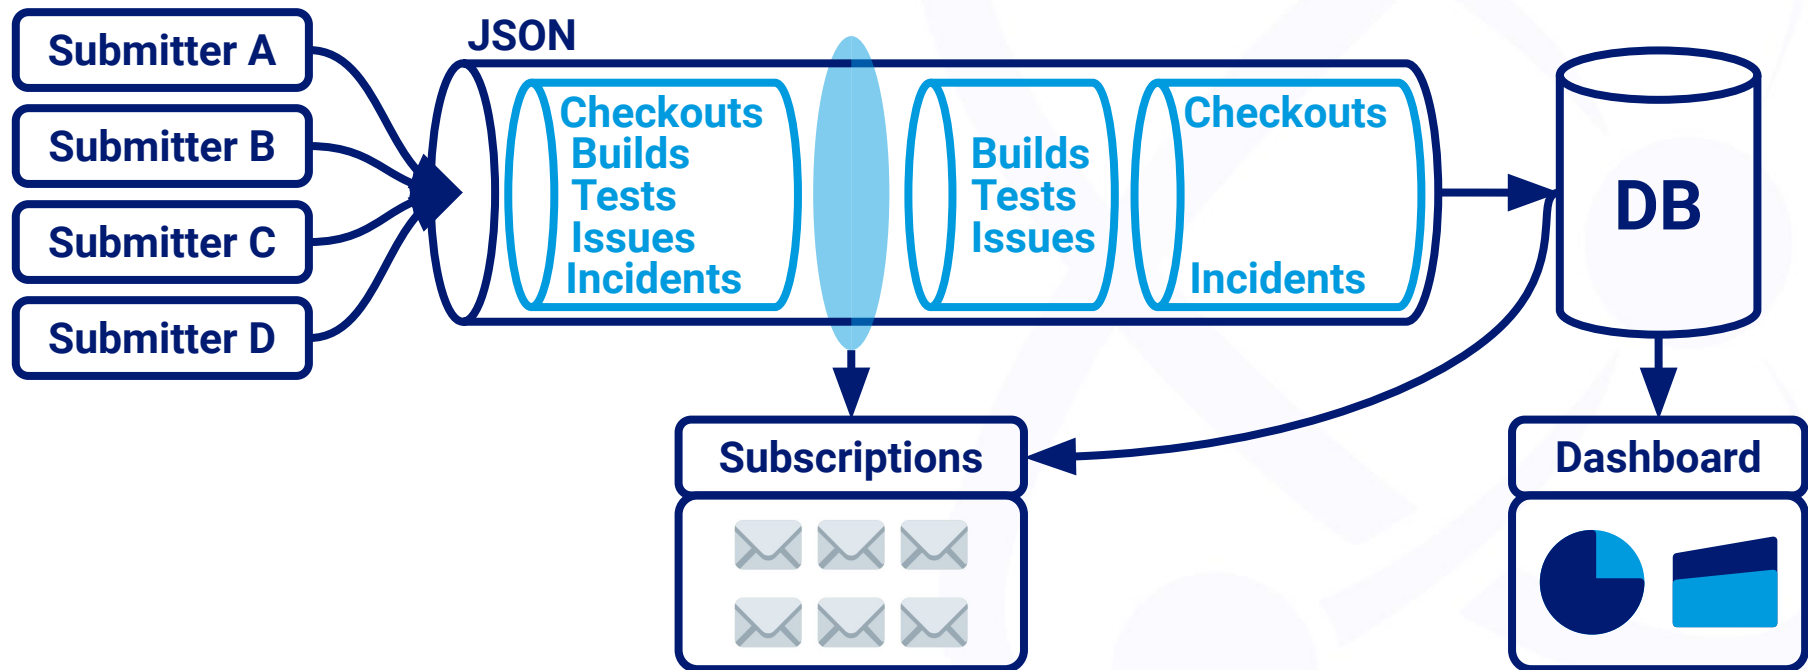 Submitter A
Submitter B
Submitter C
Submitter D
JSON
Checkouts
Builds
Tests
Issues
Incidents
Builds
Tests
Issues
Checkouts
Incidents
DB
Subscriptions
Dashboard